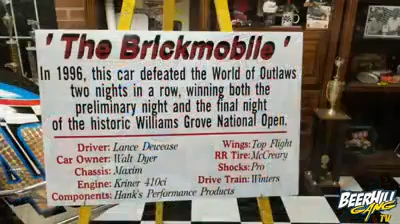 ' The Brickmobile '
In 1996, this car defeated the World of Outlaws
two nights in a row, winning both the
preliminary night and the final night
of the historic Williams Grove National Open.
Driver: Lance Dewease
Car Owner: Walt Dyer
Chassis: Maxim
Engine: Kriner 410ci
Components: Hank's Performance Products
Wings: Top Flight
RR Tire: McCreary
Shocks: Pro
Drive Train: Winters
BEERHILL
GANG
TV